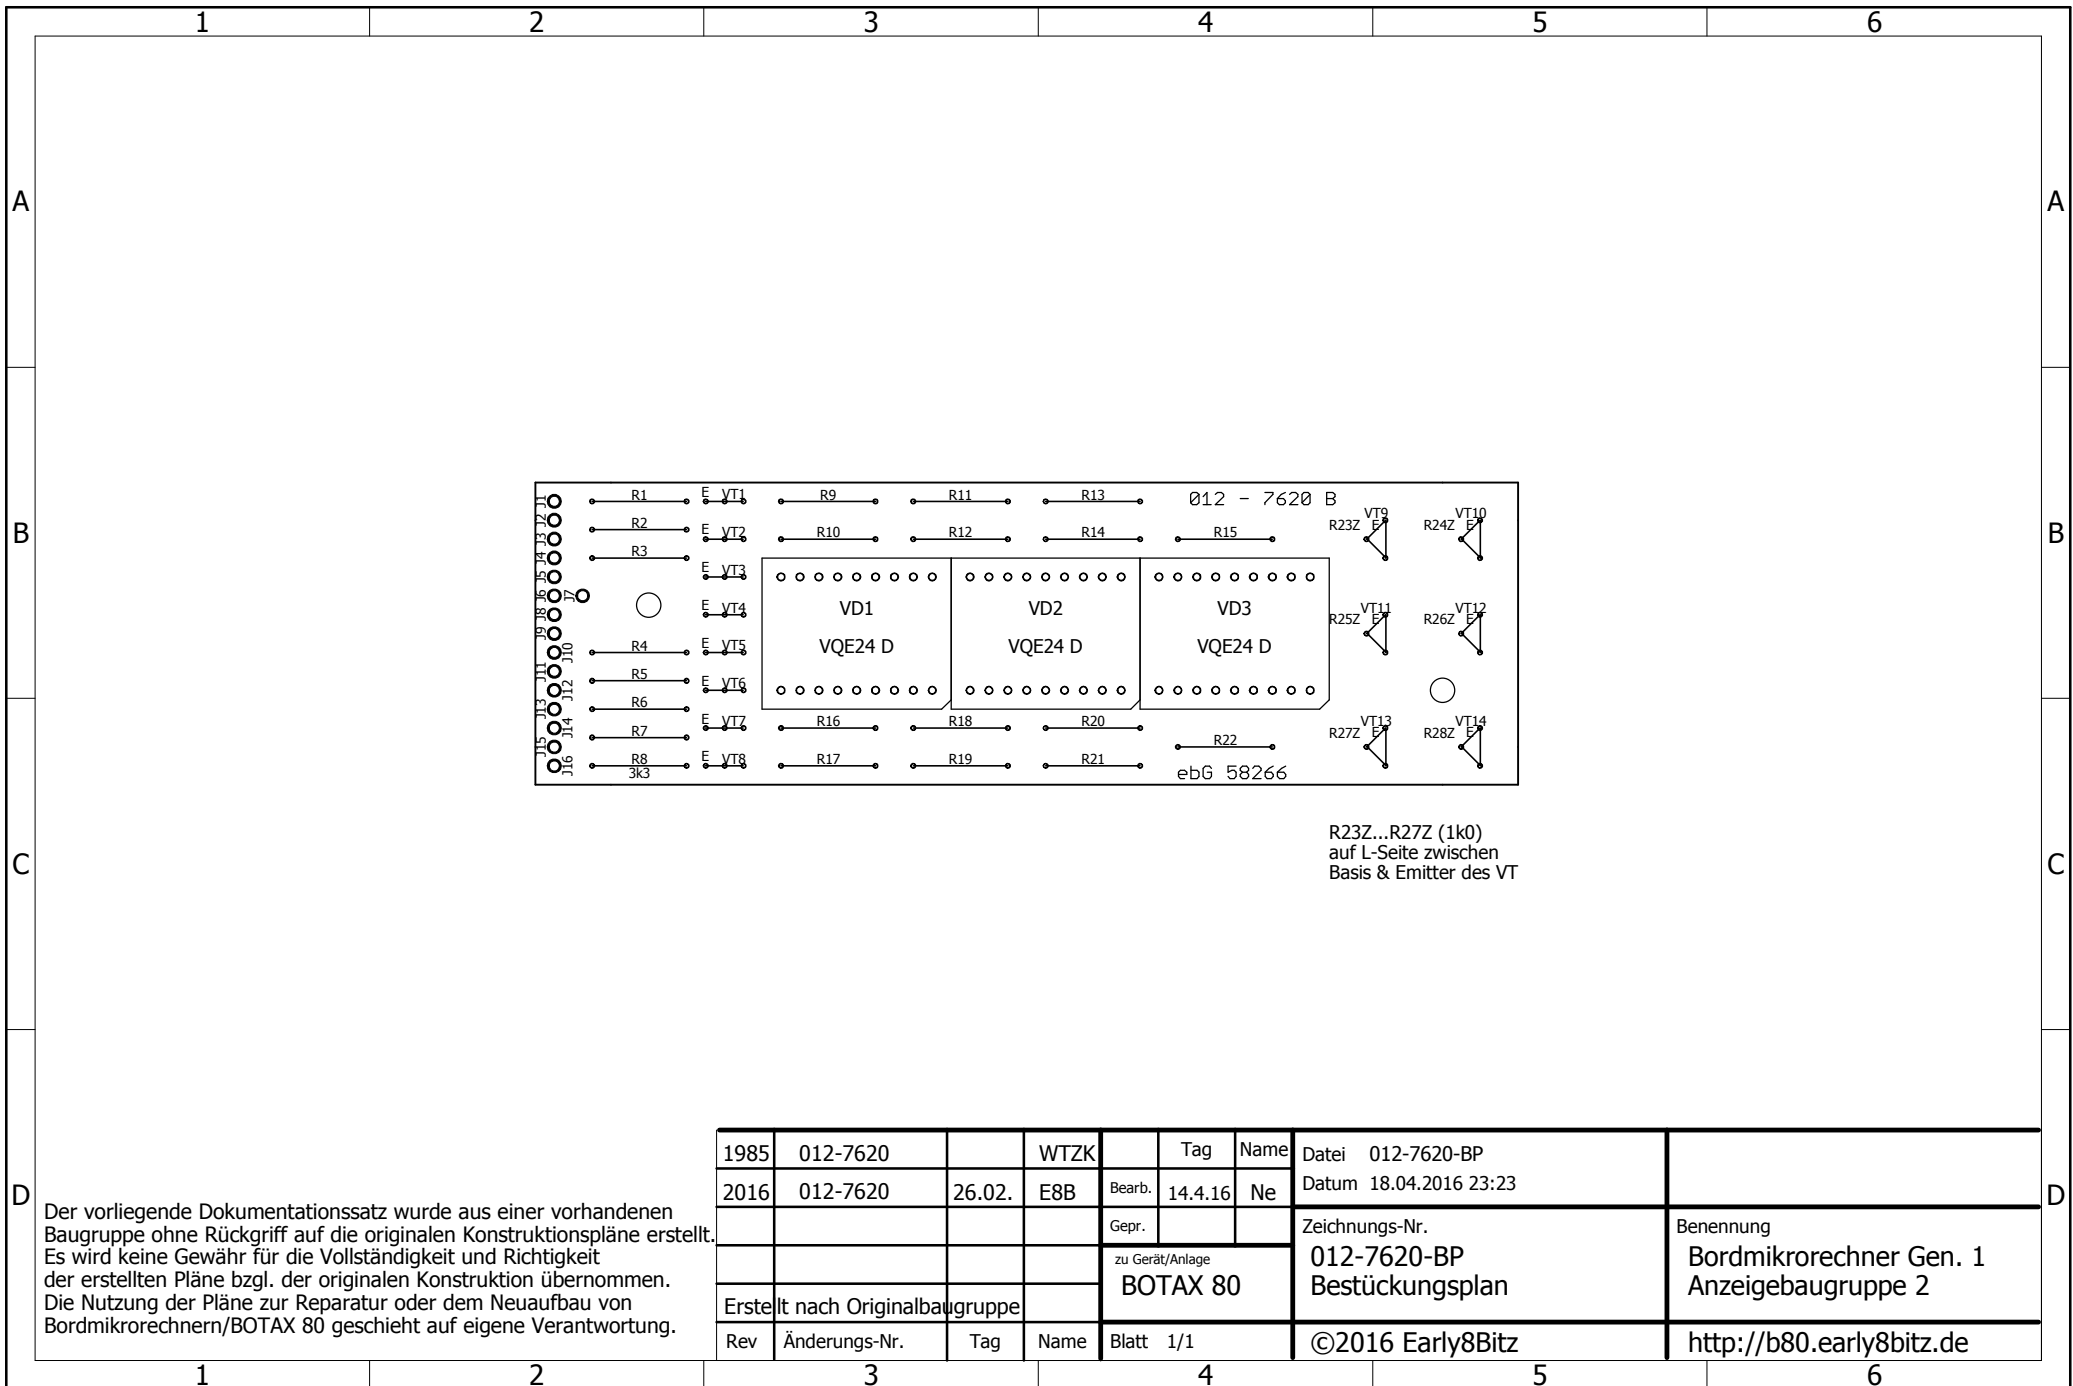 1 2 3 4 5 6
A A
B B
C C
D D
J1
J2
J3
J4
J5
J6
J7
J8
J9
J10
J11
J12
J13
J14
J15
J16
R1 E VT1 R9 R11 R13 012 - 7620 B
R2 E VT2 R10 R12 R14 R15
R3
E VT3
E VT4
R4 E VT5
R5
E VT6
R6
R7 E VT7 R16 R18 R20
R8 E VT8 R17 R19 R21 R22
3k3
ebG 58266
VD1 VD2 VD3
VQE24 D VQE24 D VQE24 D
VT9 VT10
R23Z E R24Z E
VT11 VT12
R25Z E R26Z E
VT13 VT14
R27Z E R28Z E
R23Z...R27Z (1k0)
auf L-Seite zwischen
Basis & Emitter des VT
Der vorliegende Dokumentationssatz wurde aus einer vorhandenen
Baugruppe ohne Rückgriff auf die originalen Konstruktionspläne erstellt.
Es wird keine Gewähr für die Vollständigkeit und Richtigkeit
der erstellten Pläne bzgl. der originalen Konstruktion übernommen.
Die Nutzung der Pläne zur Reparatur oder dem Neuaufbau von
Bordmikrorechnern/BOTAX 80 geschieht auf eigene Verantwortung.
1985 012-7620 WTZK
2016 012-7620 26.02. E8B
Erstellt nach Originalbaugruppe
Rev Änderungs-Nr. Tag Name
Tag Name
Bearb. 14.4.16 Ne
Gepr.
zu Gerät/Anlage
BOTAX 80
Blatt 1/1
Datei 012-7620-BP
Datum 18.04.2016 23:23
Zeichnungs-Nr.
012-7620-BP
Bestückungsplan
©2016 Early8Bitz
Benennung
Bordmikrorechner Gen. 1
Anzeigebaugruppe 2
http://b80.early8bitz.de
1 2 3 4 5 6